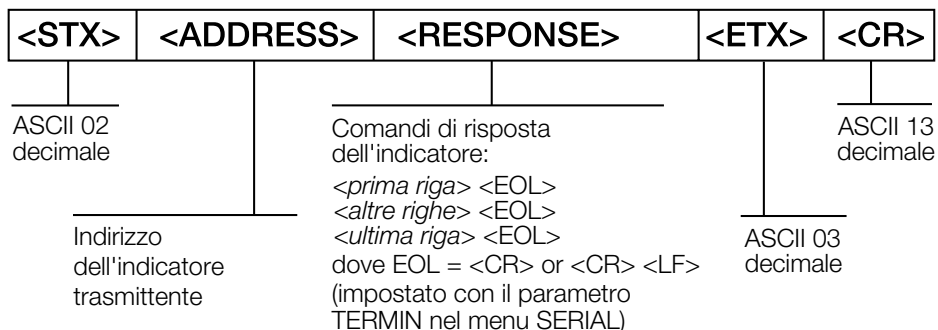 <STX> <ADDRESS> <RESPONSE> <ETX> <CR>
ASCII 02
decimale
Indirizzo
dell'indicatore
trasmittente
Comandi di risposta
dell'indicatore:
<prima riga> <EOL>
<altre righe> <EOL>
<ultima riga> <EOL>
dove EOL = <CR> or <CR> <LF>
(impostato con il parametro
TERMIN nel menu SERIAL)
ASCII 03
decimale
ASCII 13
decimale